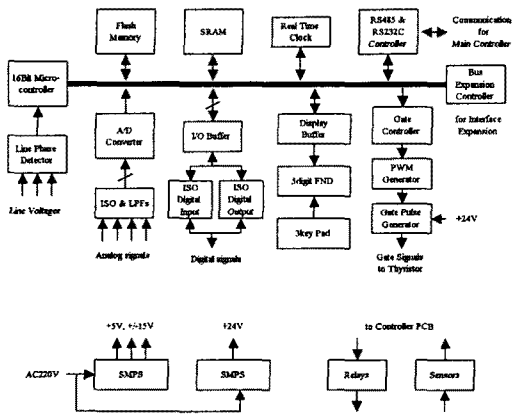 Flash
Memory
SRAM
Real Time
Clock
RS485 &
RS232C
Controller
Communication
for
Main Controller
16Bit Micro-
controller
Bus
Expansion
Controller
for Interface
Expansion
Line Phase
Detector
Line Voltages
A/D
Converter
ISO & LPFs
Analog signals
I/O Buffer
ISO
Digital
Input
ISO
Digital
Output
Digital signals
Display
Buffer
5digit FND
3key Pad
Gate
Controller
PWM
Generator
Gate Pulse
Generator
+24V
Gate Signals
to Thyristor
+5V, +/-15V
+24V
to Controller PCB
AC220V
SMPS
SMPS
Relays
Sensors